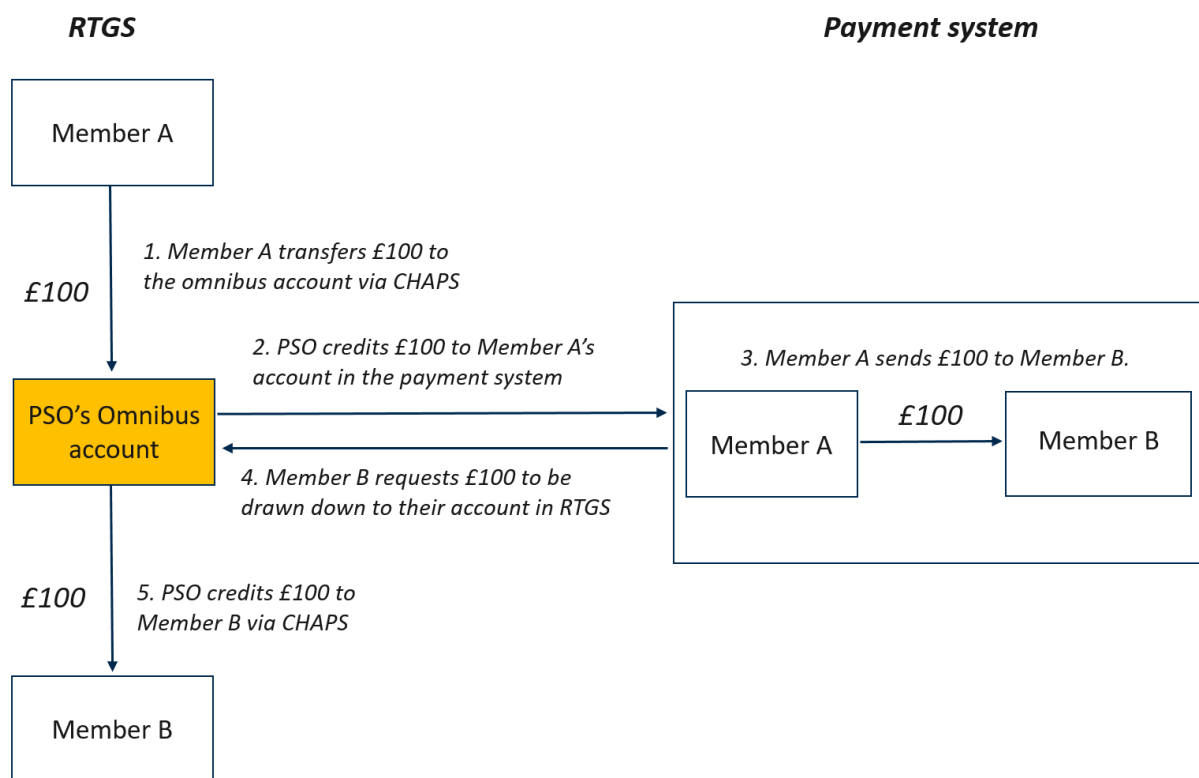 RTGS
Payment system
Member A
1. Member A transfers £100 to
the omnibus account via CHAPS
£100
2. PSO credits £100 to Member A’s
account in the payment system
3. Member A sends £100 to Member B.
PSO’s Omnibus
account
Member A
£100
Member B
4. Member B requests £100 to be
drawn down to their account in RTGS
£100
5. PSO credits £100 to
Member B via CHAPS
Member B